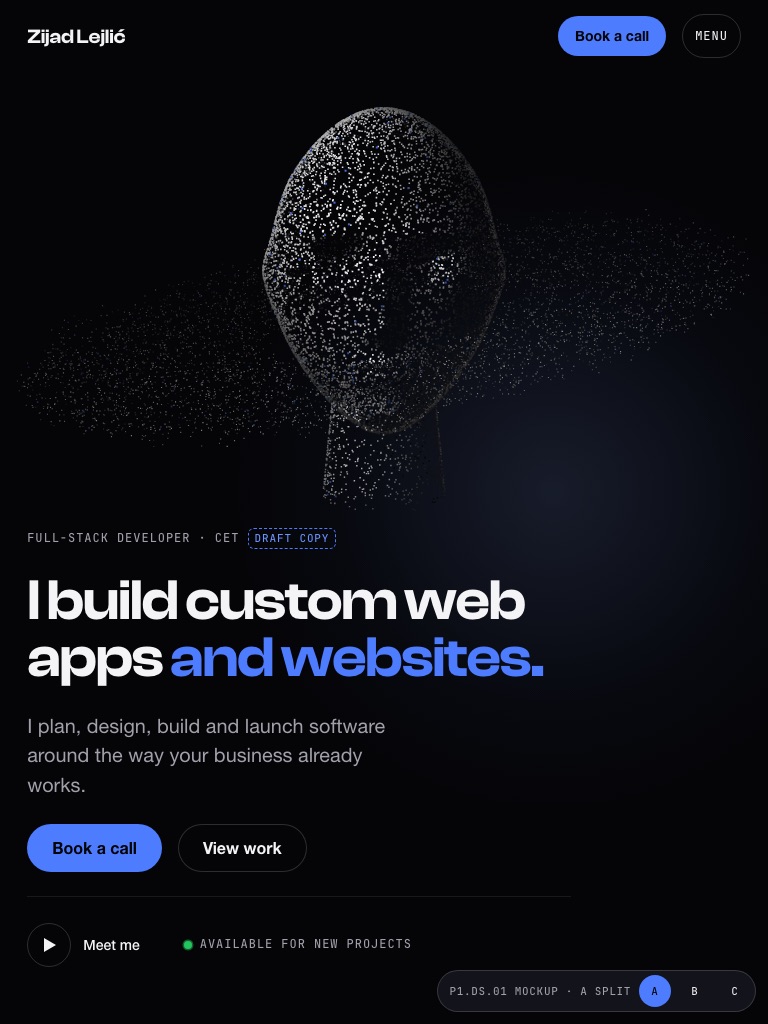 Zijad Lejlić
Book a call
MENU
FULL-STACK DEVELOPER · CET DRAFT COPY
I build custom web
apps and websites.
I plan, design, build and launch software
around the way your business already
works.
Book a call
View work
Meet me
AVAILABLE FOR NEW PROJECTS
P1.DS.01 MOCKUP · A SPLIT A B C